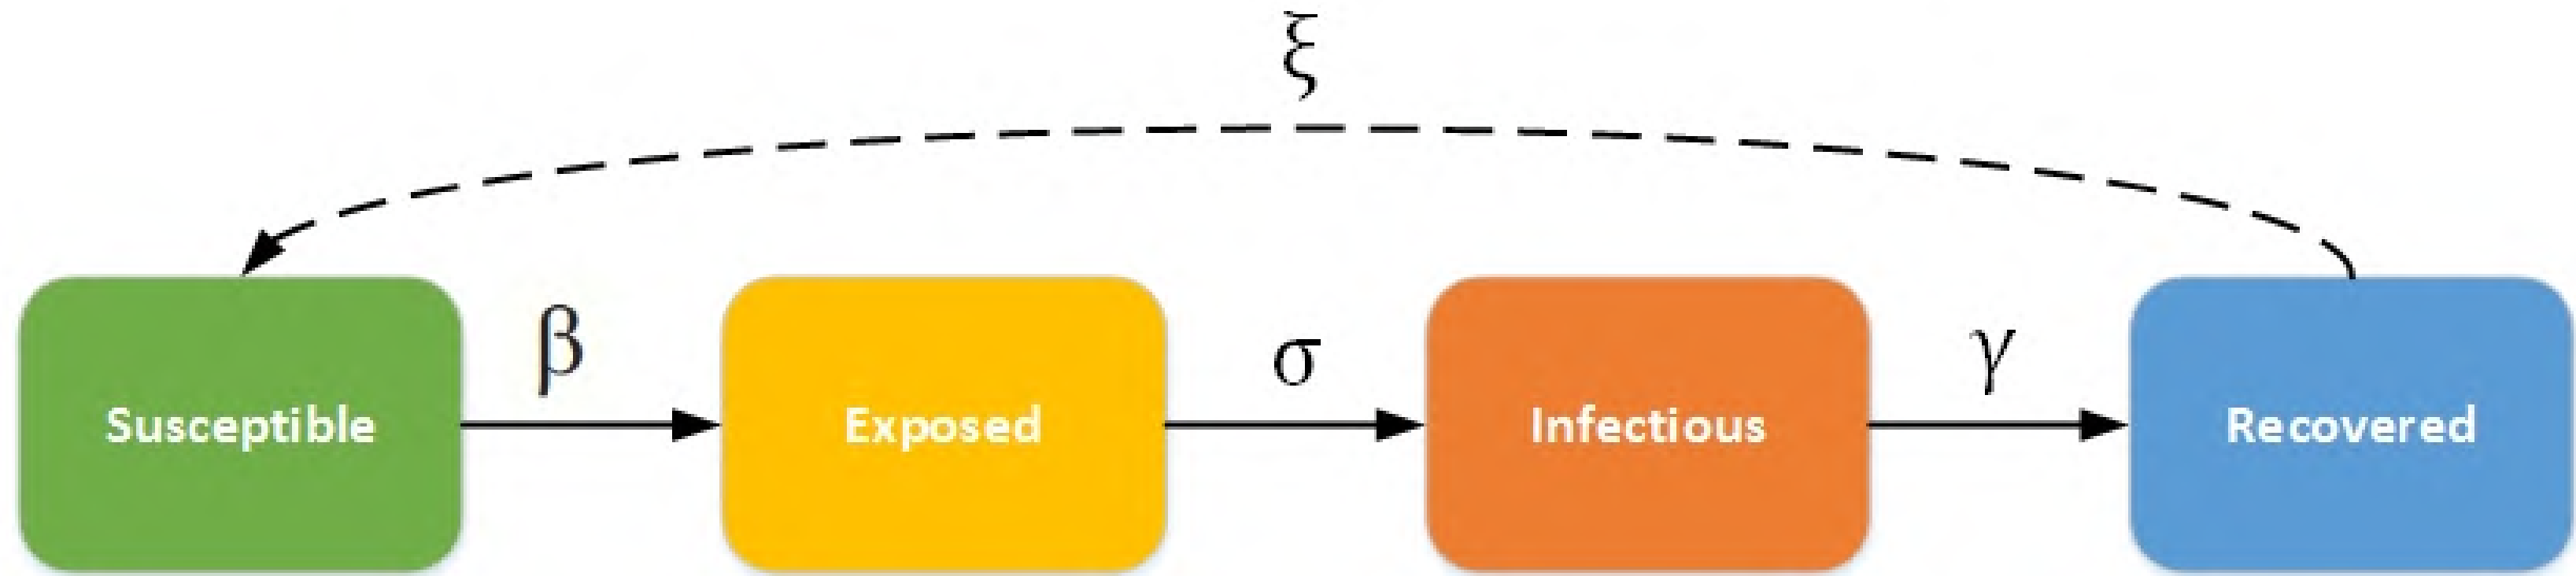 ξ
β
σ
γ
Susceptible
Exposed
Infectious
Recovered